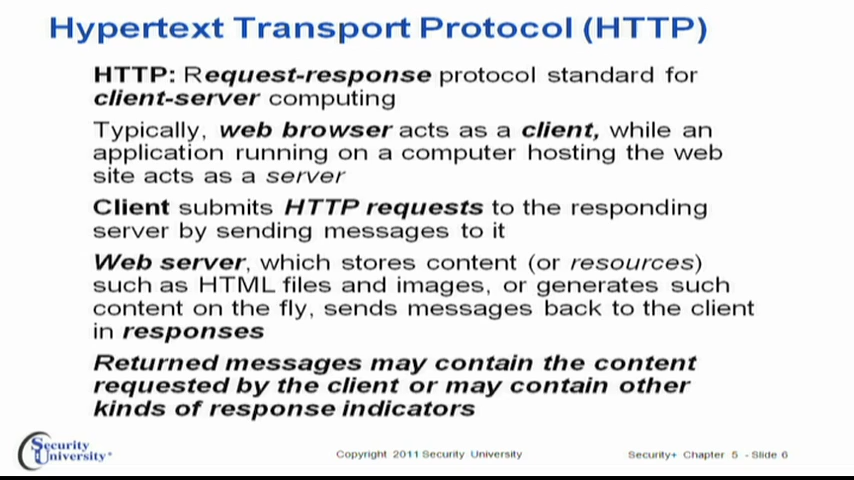 Hypertext Transport Protocol (HTTP)
HTTP: Request-response protocol standard for
client-server computing
Typically, web browser acts as a client, while an
application running on a computer hosting the web
site acts as a server
Client submits HTTP requests to the responding
server by sending messages to it
Web server, which stores content (or resources)
such as HTML files and images, or generates such
content on the fly, sends messages back to the client
in responses
Returned messages may contain the content
requested by the client or may contain other
kinds of response indicators
Security
University
Copyright 2011 Security University
Security+ Chapter 5 - Slide 6